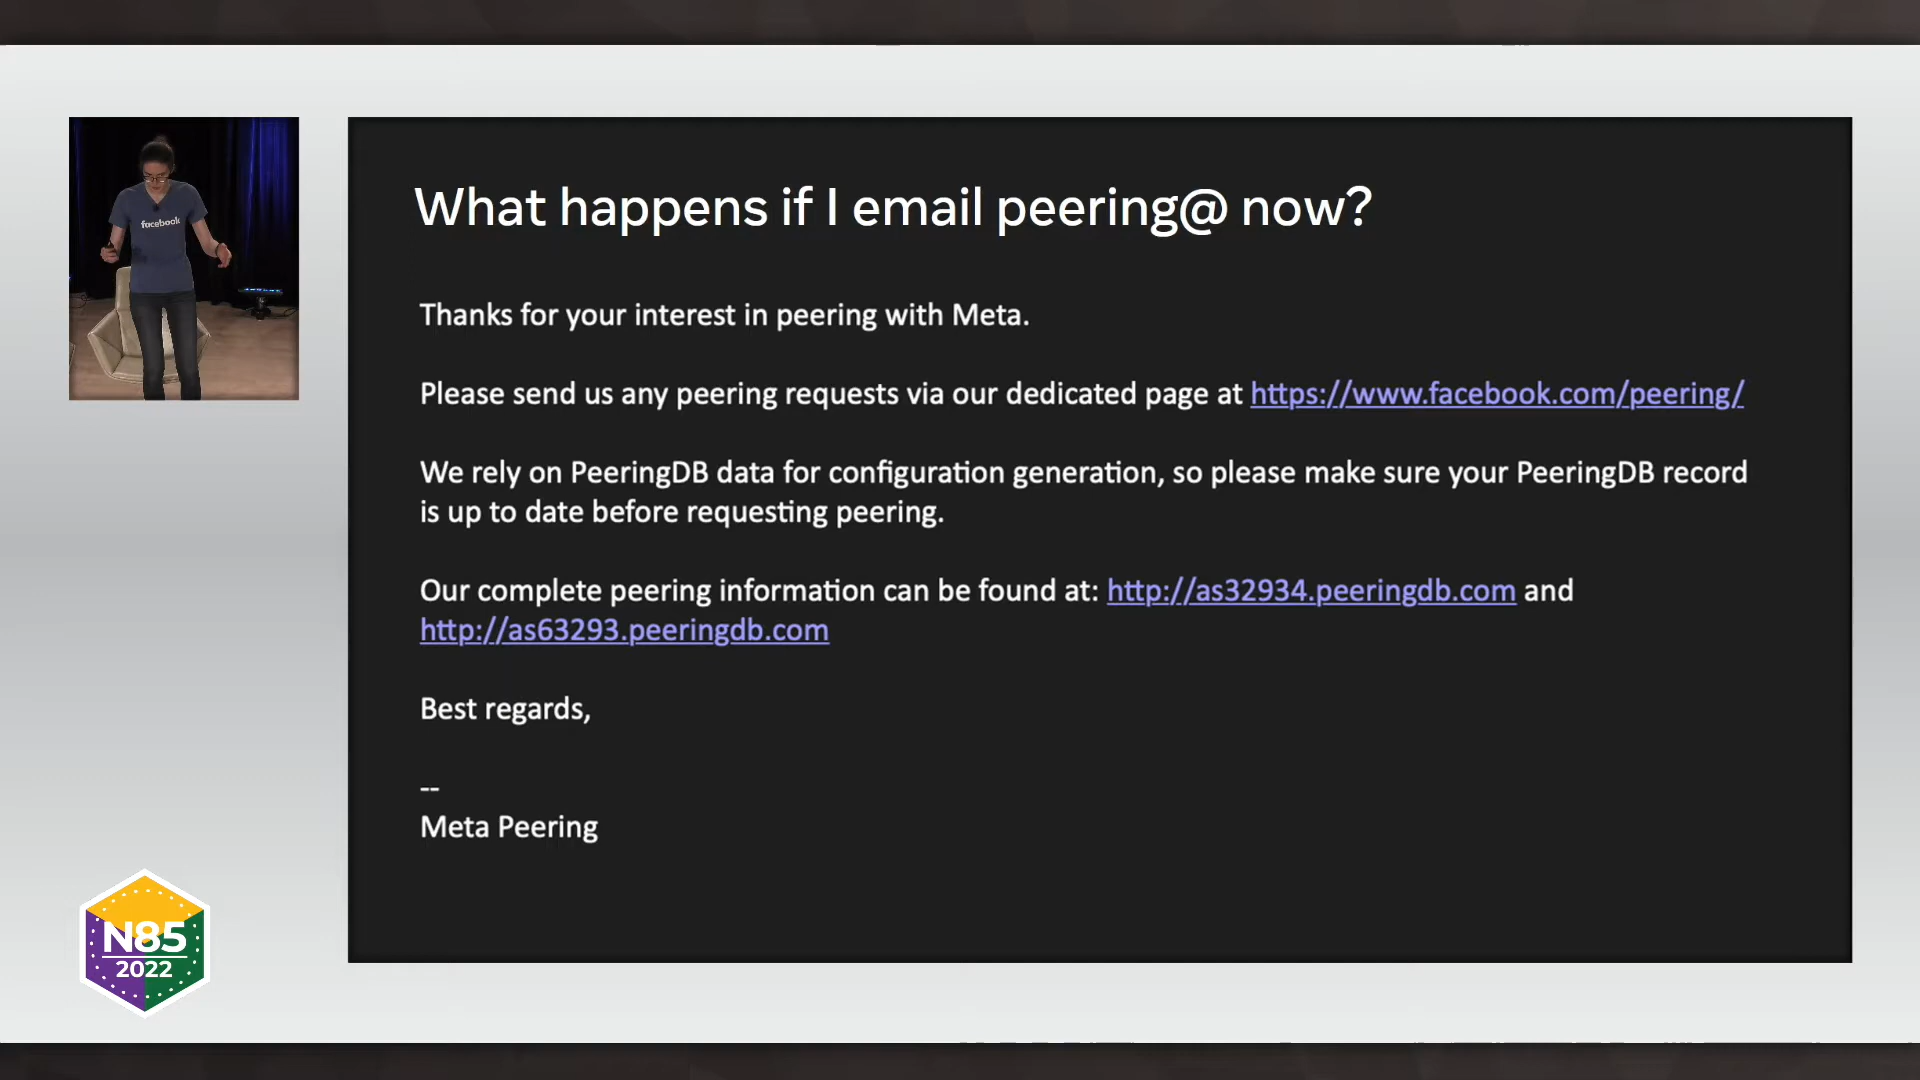 facebook
What happens if I email peering@ now?
Thanks for your interest in peering with Meta.
Please send us any peering requests via our dedicated page at https://www.facebook.com/peering/
We rely on PeeringDB data for configuration generation, so please make sure your PeeringDB record
is up to date before requesting peering.
Our complete peering information can be found at: http://as32934.peeringdb.com and
http://as63293.peeringdb.com
Best regards,
--
Meta Peering
N85
2022